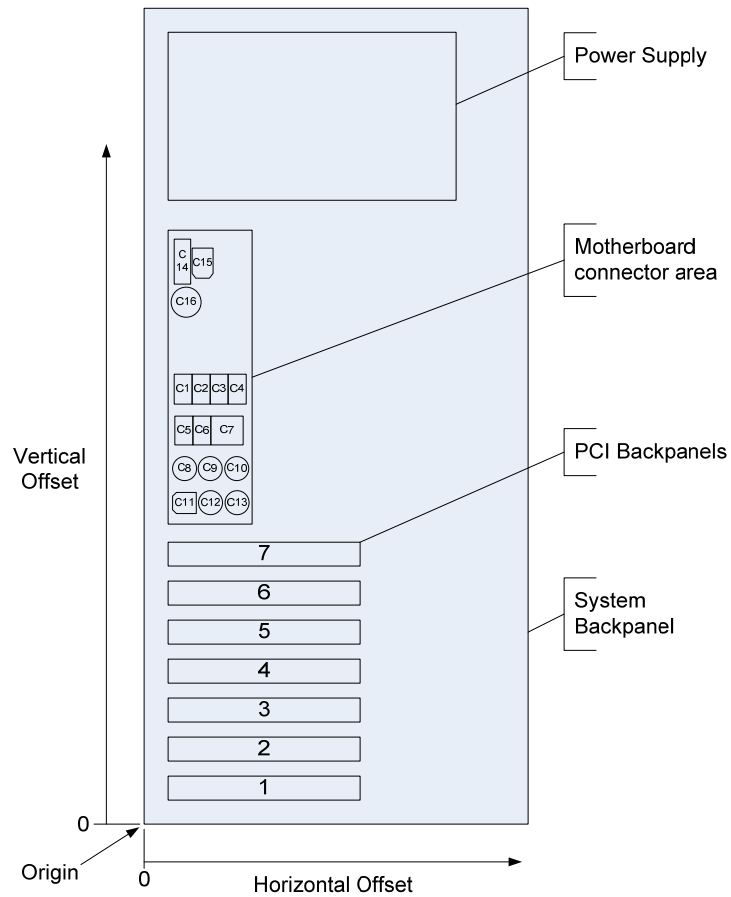 Power Supply
Motherboard
connector area
C
14
C15
C16
C1 C2 C3 C4
C5 C6 C7
C8 C9 C10
C11 C12 C13
Vertical
Offset
PCI Backpanels
7
6
5
4
3
2
1
System
Backpanel
0
Origin
0
Horizontal Offset